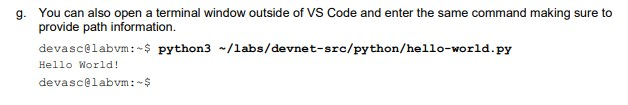 g. You can also open a terminal window outside of VS Code and enter the same command making sure to
provide path information.
devasc@labvm:~$ python3 ~/labs/devnet-src/python/hello-world.py
Hello World!
devasc@labvm:~$